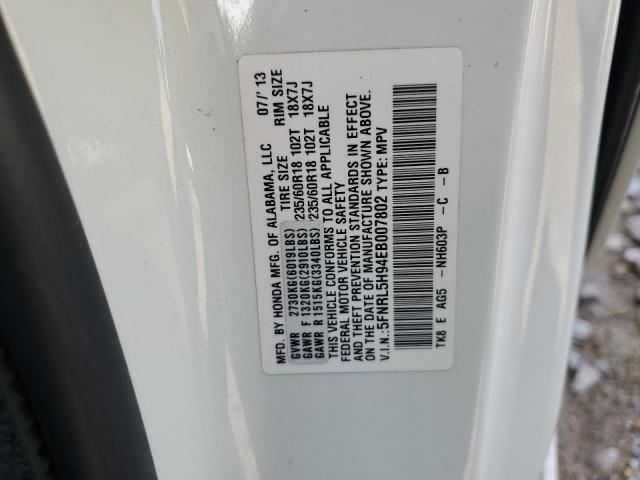 MFD. BY HONDA MFG. OF ALABAMA, LLC 07/'13
TIRE SIZE RIM SIZE
GVWR 2730KG(6019LBS)
GAWR F 1320KG(2910LBS) 235/60R18 102T 18X7J
GAWR R 1515KG(3340LBS) 235/60R18 102T 18X7J
THIS VEHICLE CONFORMS TO ALL APPLICABLE
FEDERAL MOTOR VEHICLE SAFETY
AND THEFT PREVENTION STANDARDS IN EFFECT
ON THE DATE OF MANUFACTURE SHOWN ABOVE.
V.I.N.:5FNRL5H94EB007802 TYPE: MPV
TK8 E AG5 -NH603P -C -B